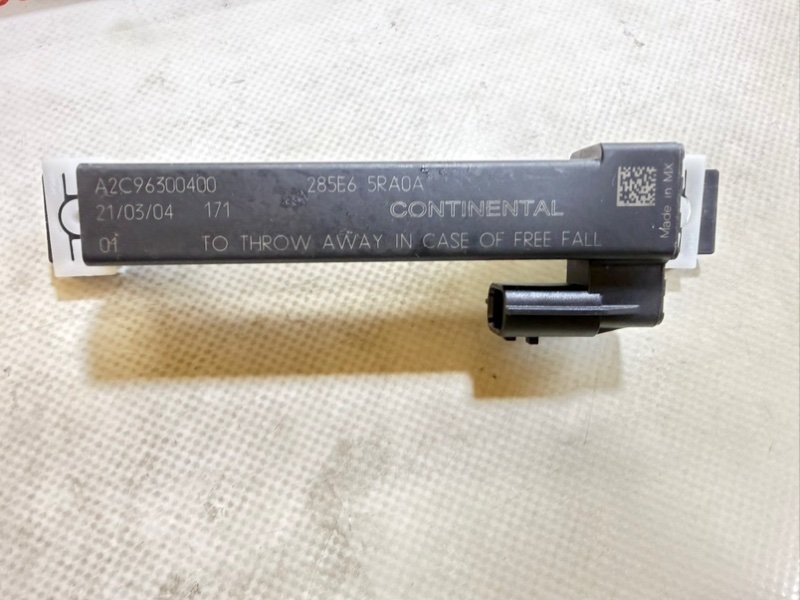 A2C96300400 285E6 5RA0A
21/03/04 171 CONTINENTAL
01 TO THROW AWAY IN CASE OF FREE FALL
Made in MX